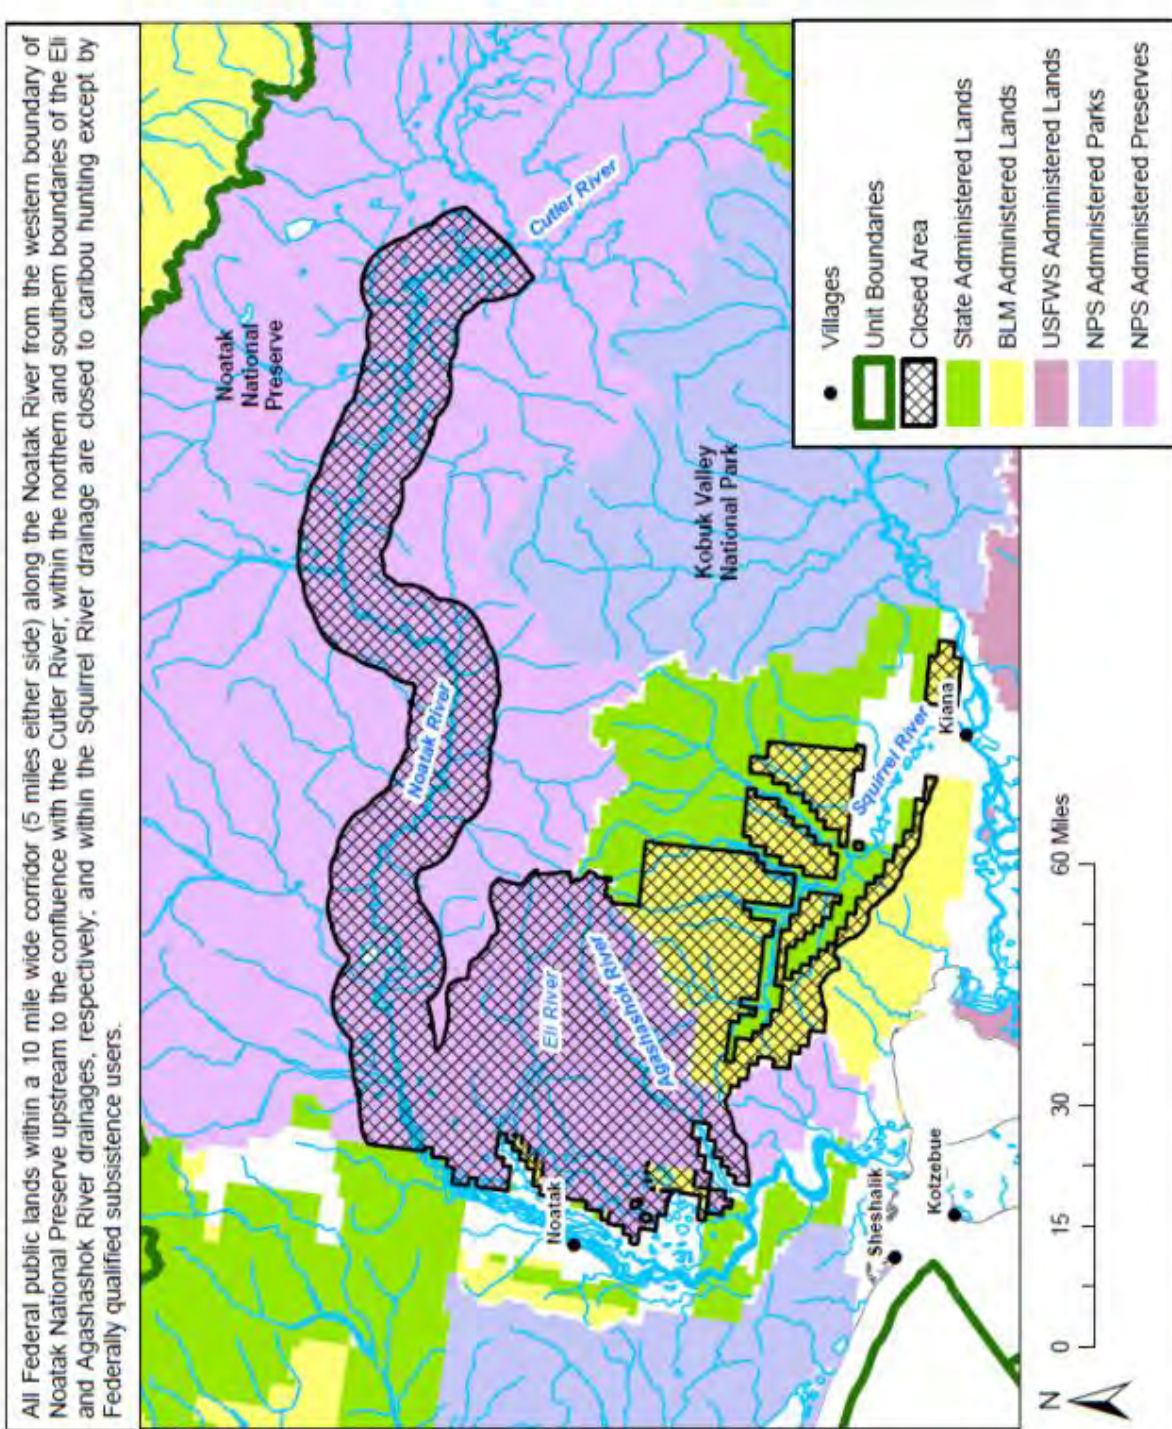 All Federal public lands within a 10 mile wide corridor (5 miles either side) along the Noatak River from the western boundary of
Noatak National Preserve upstream to the confluence with the Cutler River, within the northern and southern boundaries of the Eli
and Agashashok River drainages, respectively; and within the Squirrel River drainage are closed to caribou hunting except by
Federally qualified subsistence users.
Noatak
National
Preserve
Cutler River
Noatak River
Kobuk Valley
National Park
Eli River
Agashashok River
Noatak
Squirrel River
Kiana
Sheshalik
Kotzebue
Villages
Unit Boundaries
Closed Area
State Administered Lands
BLM Administered Lands
USFWS Administered Lands
NPS Administered Parks
NPS Administered Preserves
N
0 15 30 60 Miles